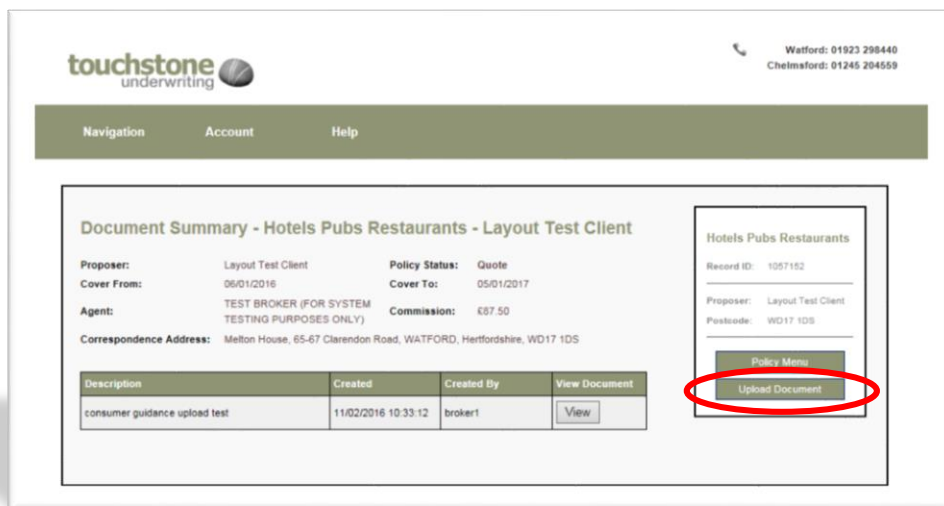 touchstone
underwriting
Watford: 01923 298440
Chelmsford: 01245 204559
Navigation Account Help
Document Summary - Hotels Pubs Restaurants - Layout Test Client
Proposer: Layout Test Client Policy Status: Quote
Cover From: 06/01/2016 Cover To: 05/01/2017
Agent: TEST BROKER (FOR SYSTEM TESTING PURPOSES ONLY) Commission: £87.50
Correspondence Address: Melton House, 65-67 Clarendon Road, WATFORD, Hertfordshire, WD17 1DS
Description Created Created By View Document
consumer guidance upload test 11/02/2016 10:33:12 broker1 View
Hotels Pubs Restaurants
Record ID: 1057152
Proposer: Layout Test Client
Postcode: WD17 1DS
Policy Menu
Upload Document